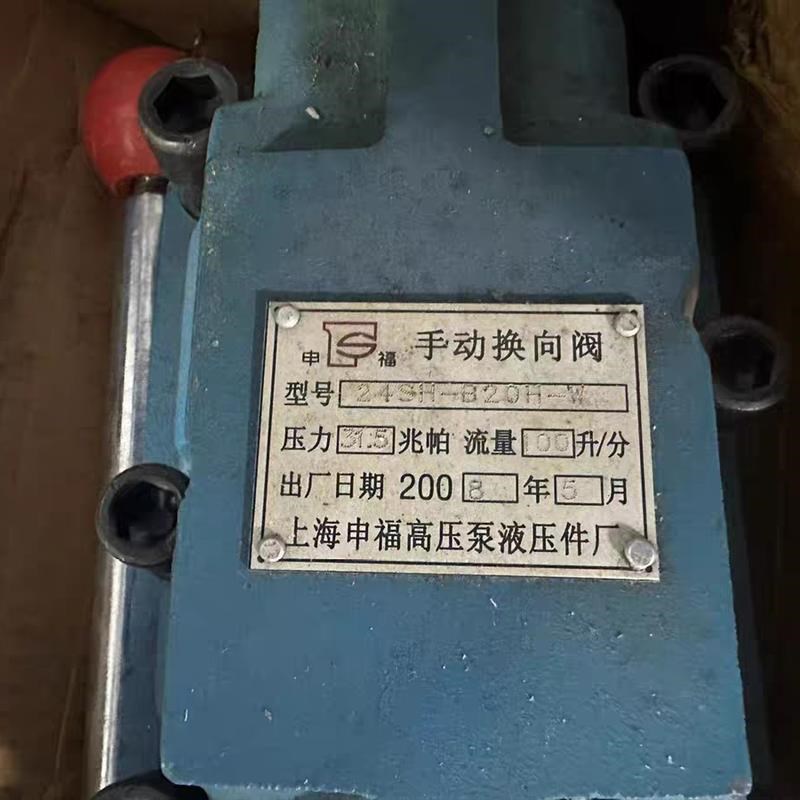 申 福 手动换向阀
型号 24SH-B20H-W
压力 31.5 兆帕 流量 100 升/分
出厂日期 200 8 年 5 月
上海申福高压泵液压件厂